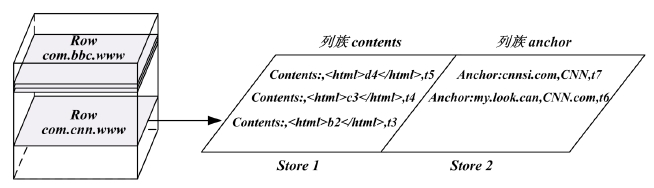 Row
com.bbc.www
Row
com.cnn.www
列族 contents
列族 anchor
Contents:,<html>d4</html>,t5
Anchor:cnnsi.com,CNN,t7
Contents:,<html>c3</html>,t4
Anchor:my.look.can,CNN.com,t6
Contents:,<html>b2</html>,t3
Store 1
Store 2